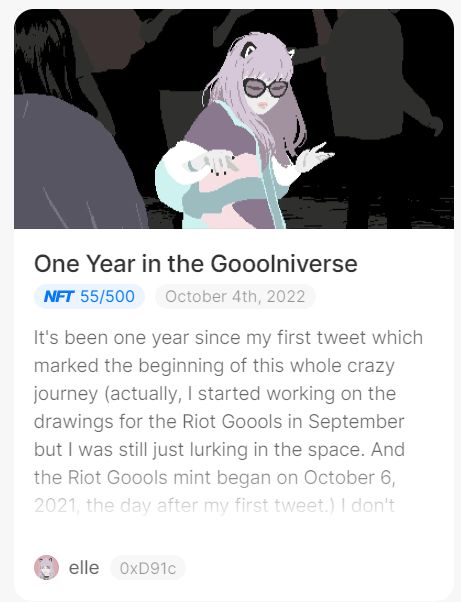 One Year in the Gooolniverse
NFT 55/500 October 4th, 2022
It's been one year since my first tweet which
marked the beginning of this whole crazy
journey (actually, I started working on the
drawings for the Riot Goools in September
but I was still just lurking in the space. And
the Riot Goools mint began on October 6,
2021, the day after my first tweet.) I don't
elle 0xD91c